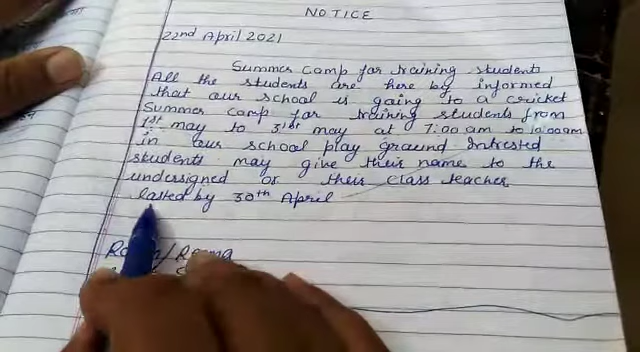 NOTICE
22nd April 2021
Summer Camp for training students
All the students are here by informed
that our school is going to a cricket
Summer camp for training students from
1st may to 31st may at 7:00 am to 10:00am
in our school play ground Intrested
students may give their name to the
undersigned or their class teacher
lasted by 30th April
/ Reema